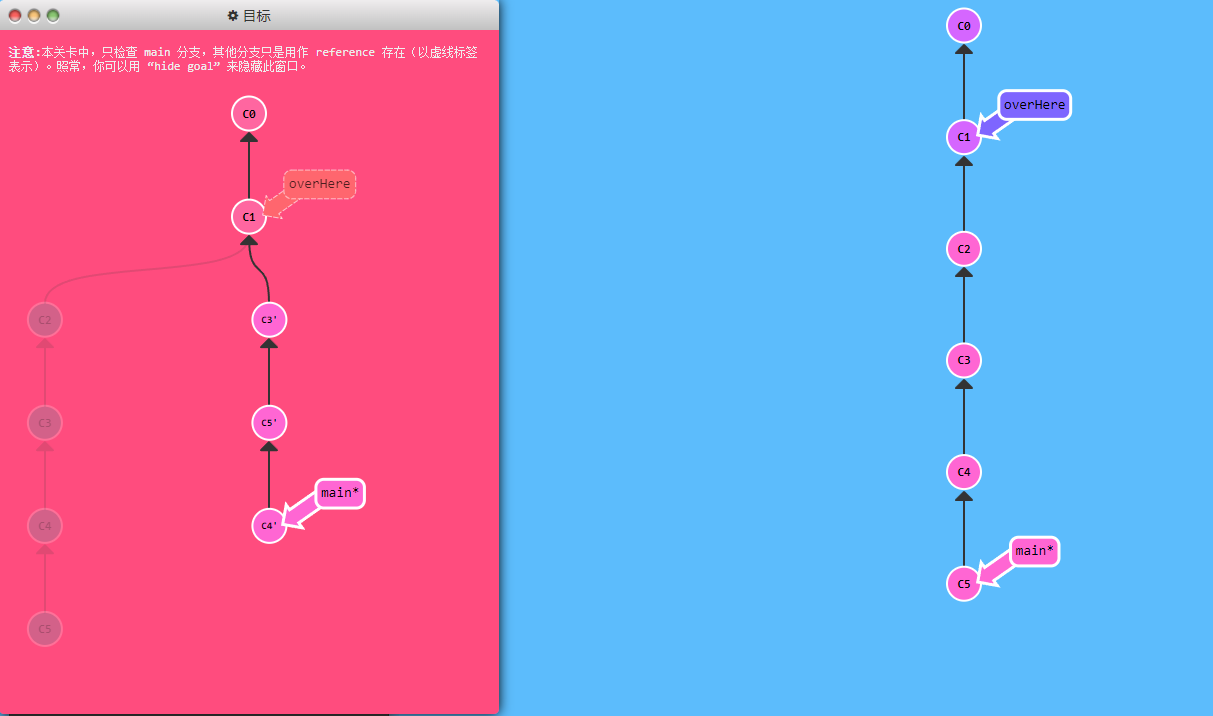 目标
注意:本关卡中，只检查 main 分支，其他分支只是用作 reference 存在（以虚线标签
表示）。照常，你可以用 “hide goal” 来隐藏此窗口。
C0
overHere
C1
C2
C3'
C3
C5'
main*
C4
C4'
C5
C0
overHere
C1
C2
C3
C4
main*
C5